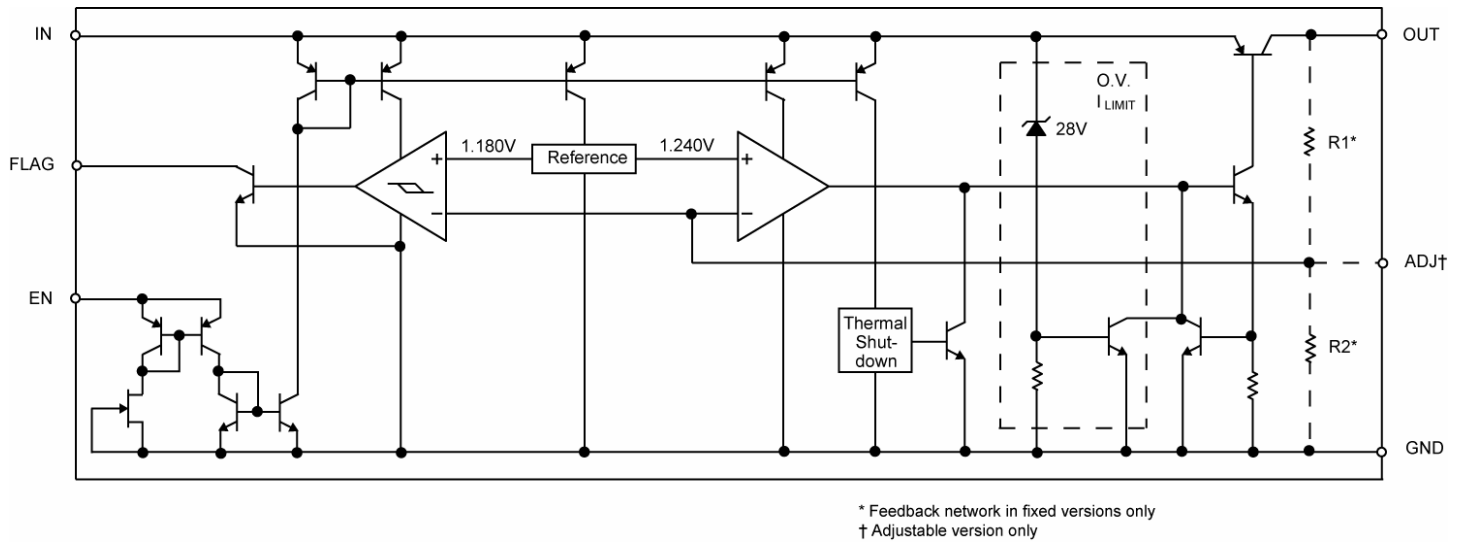 IN
OUT
O.V.
I LIMIT
28V
R1*
FLAG
+
1.180V
Reference
1.240V
+
−
−
ADJ†
EN
Thermal
Shut-
down
R2*
GND
* Feedback network in fixed versions only
† Adjustable version only